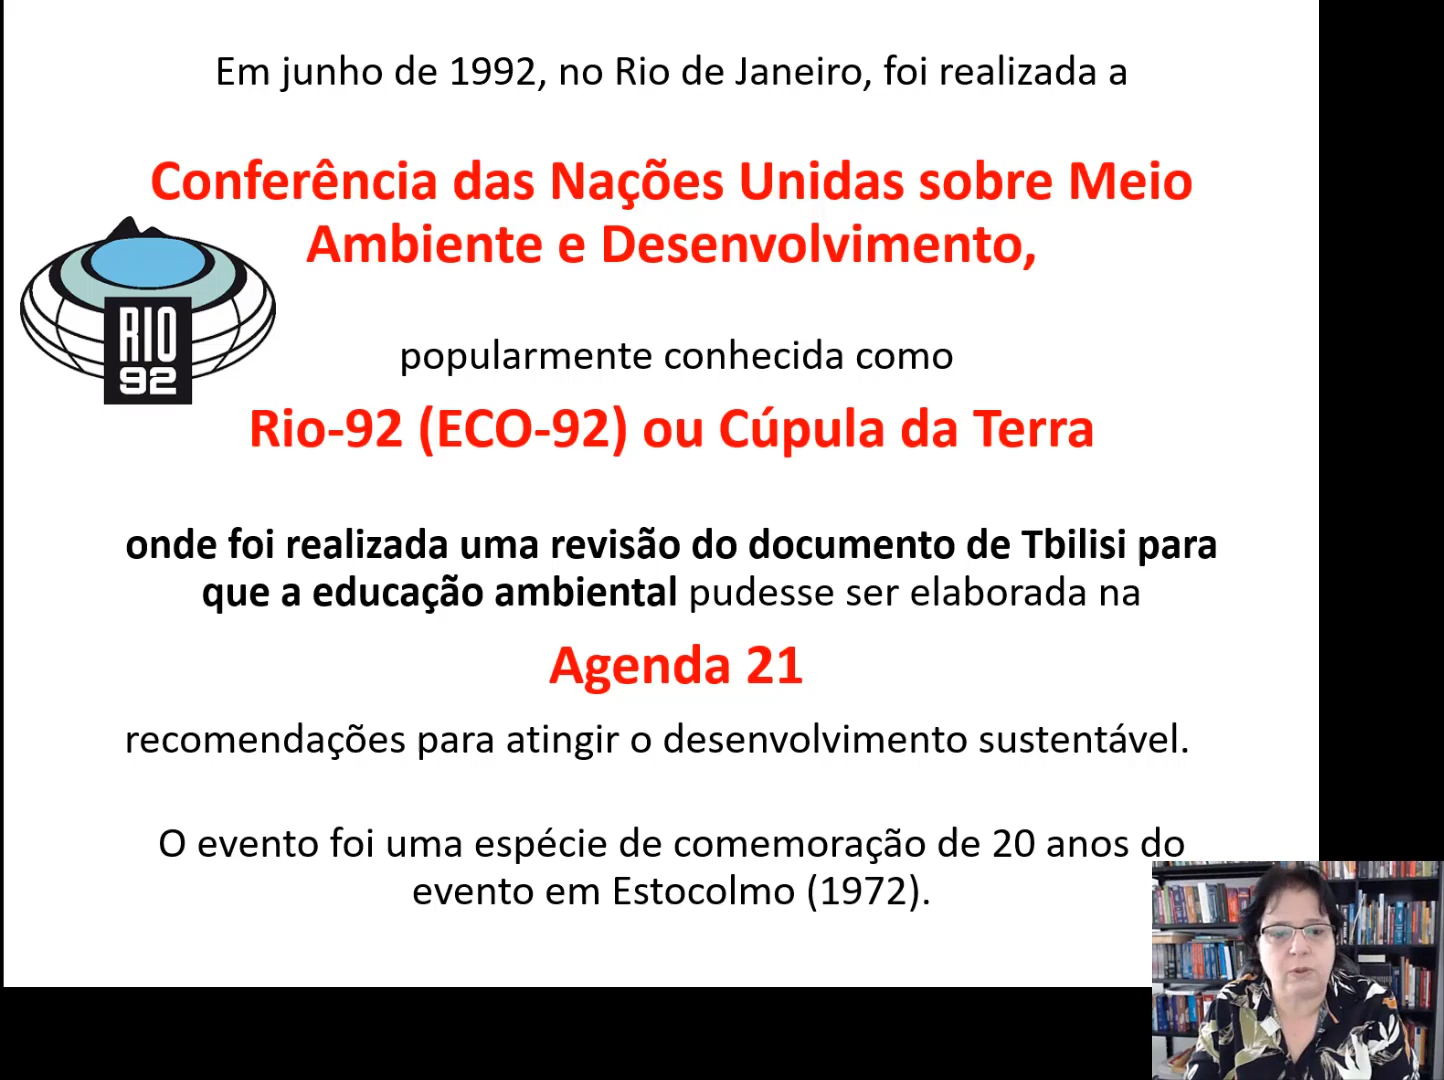 Em junho de 1992, no Rio de Janeiro, foi realizada a
Conferência das Nações Unidas sobre Meio
Ambiente e Desenvolvimento,
RIO
92
popularmente conhecida como
Rio-92 (ECO-92) ou Cúpula da Terra
onde foi realizada uma revisão do documento de Tbilisi para
que a educação ambiental pudesse ser elaborada na
Agenda 21
recomendações para atingir o desenvolvimento sustentável.
O evento foi uma espécie de comemoração de 20 anos do
evento em Estocolmo (1972).